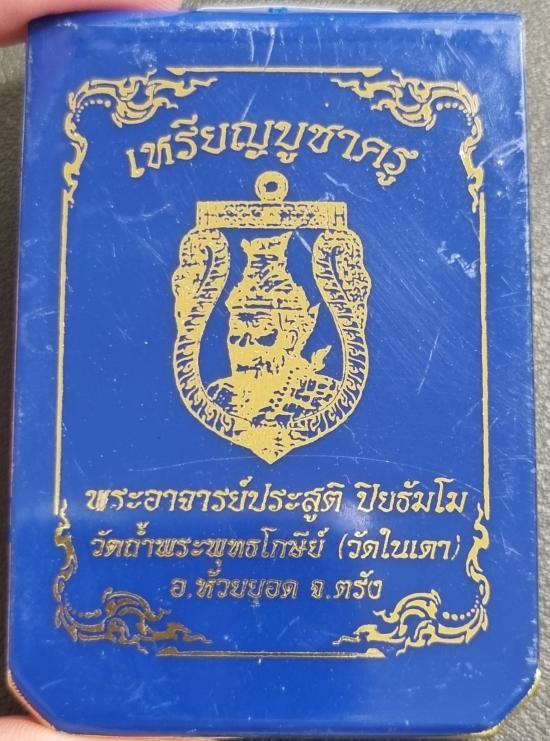 เหรียญบูชาครู
พระอาจารย์ประสูติ ปิยธัมโม
วัดถ้ำพระพุทธโกษีย์ (วัดในเตา)
อ.ห้วยยอด จ.ตรัง